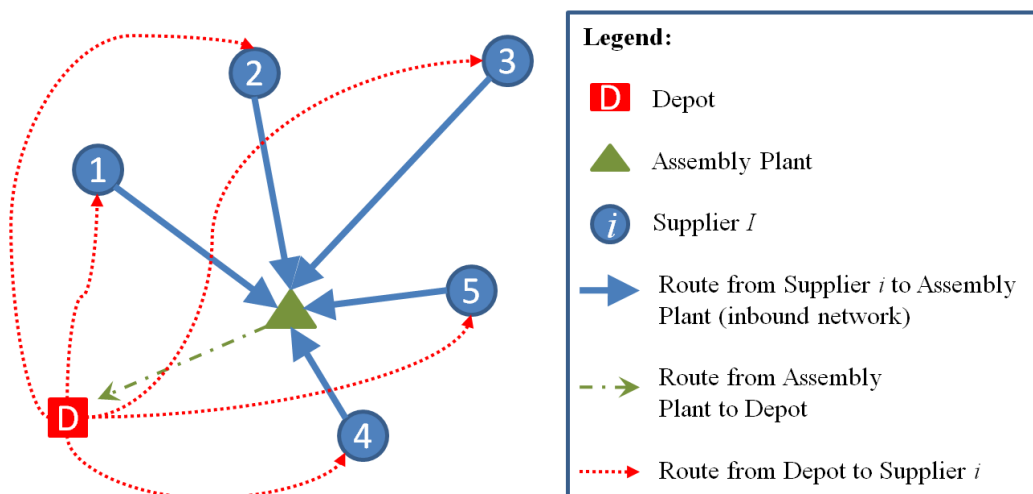 2
3
1
5
D
4
Legend:
D Depot
Assembly Plant
i Supplier I
Route from Supplier i to Assembly
Plant (inbound network)
Route from Assembly
Plant to Depot
Route from Depot to Supplier i